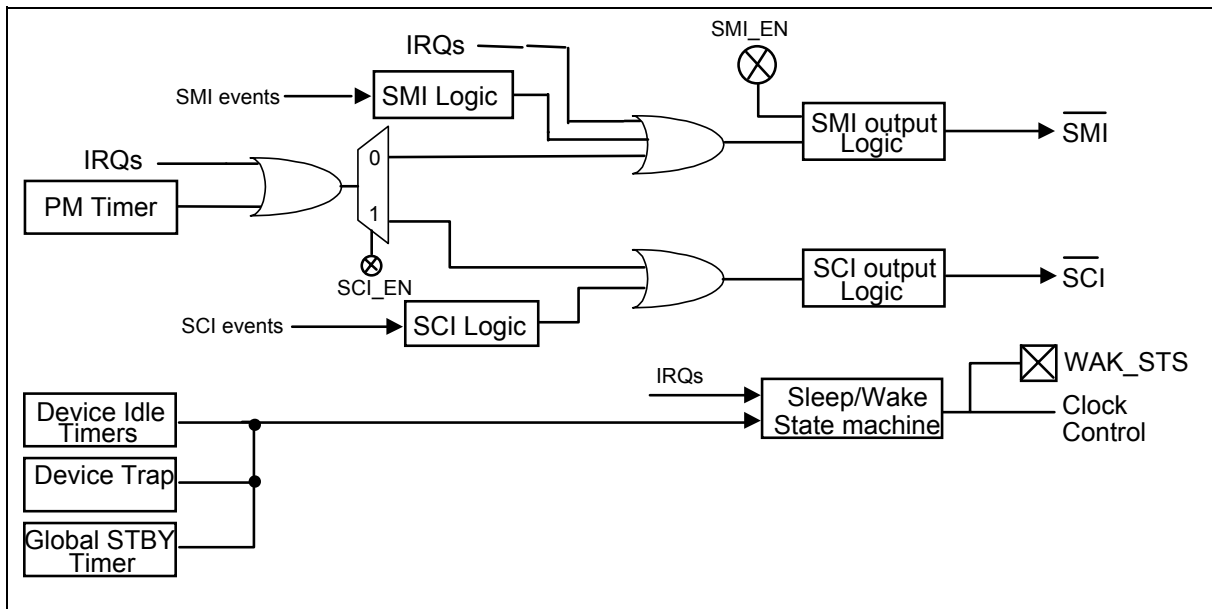 SMI_EN
IRQs
SMI events
SMI Logic
SMI output
Logic
SMI
IRQs
0
PM Timer
1
SCI_EN
SCI output
Logic
SCI
SCI events
SCI Logic
IRQs
WAK_STS
Sleep/Wake
State machine
Clock
Control
Device Idle
Timers
Device Trap
Global STBY
Timer